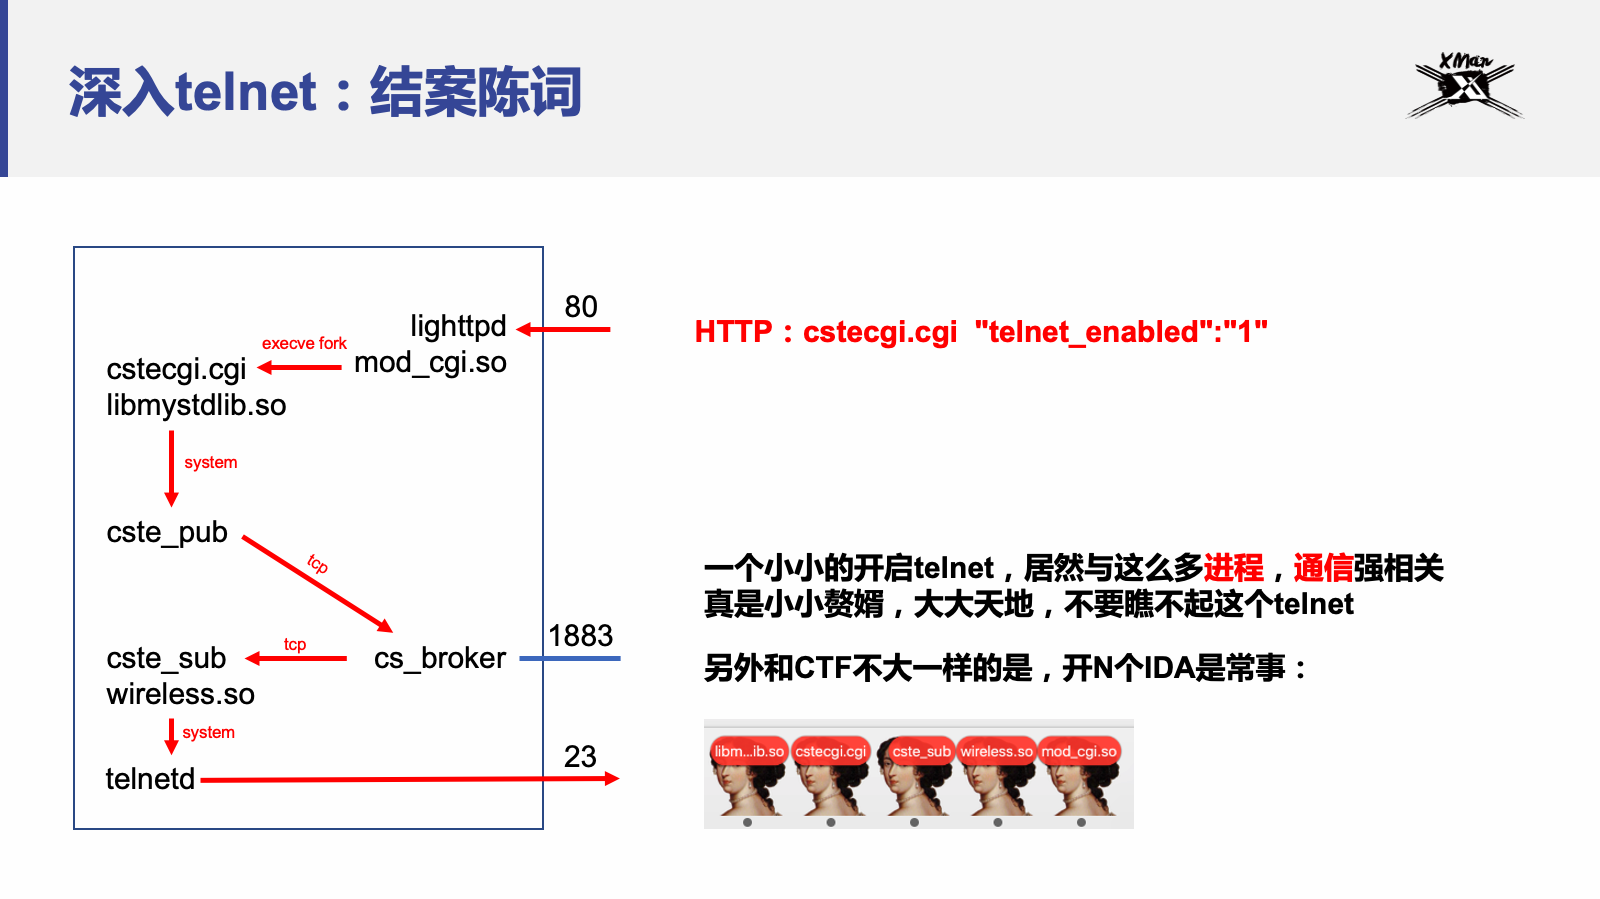 深入telnet：结案陈词
XMan
80
lighttpd
mod_cgi.so
execve fork
cstecgi.cgi
libmystdlib.so
system
cste_pub
tcp
1883
cs_broker
tcp
cste_sub
wireless.so
system
23
telnetd
HTTP：cstecgi.cgi "telnet_enabled":"1"
一个小小的开启telnet，居然与这么多进程，通信强相关
真是小小赘婿，大大天地，不要瞧不起这个telnet
另外和CTF不大一样的是，开N个IDA是常事：
libm...ib.so cstecgi.cgi cste_sub wireless.so mod_cgi.so